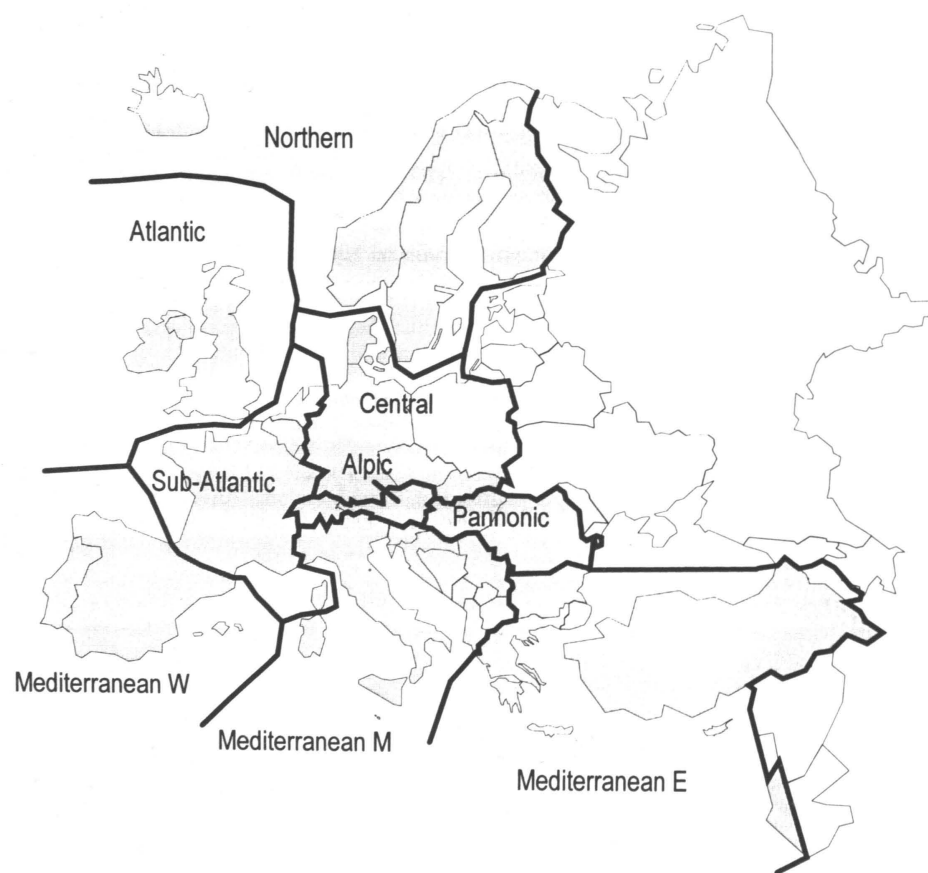 Northern
Atlantic
Central
Alpic
Sub-Atlantic
Pannonic
Mediterranean W
Mediterranean M
Mediterranean E